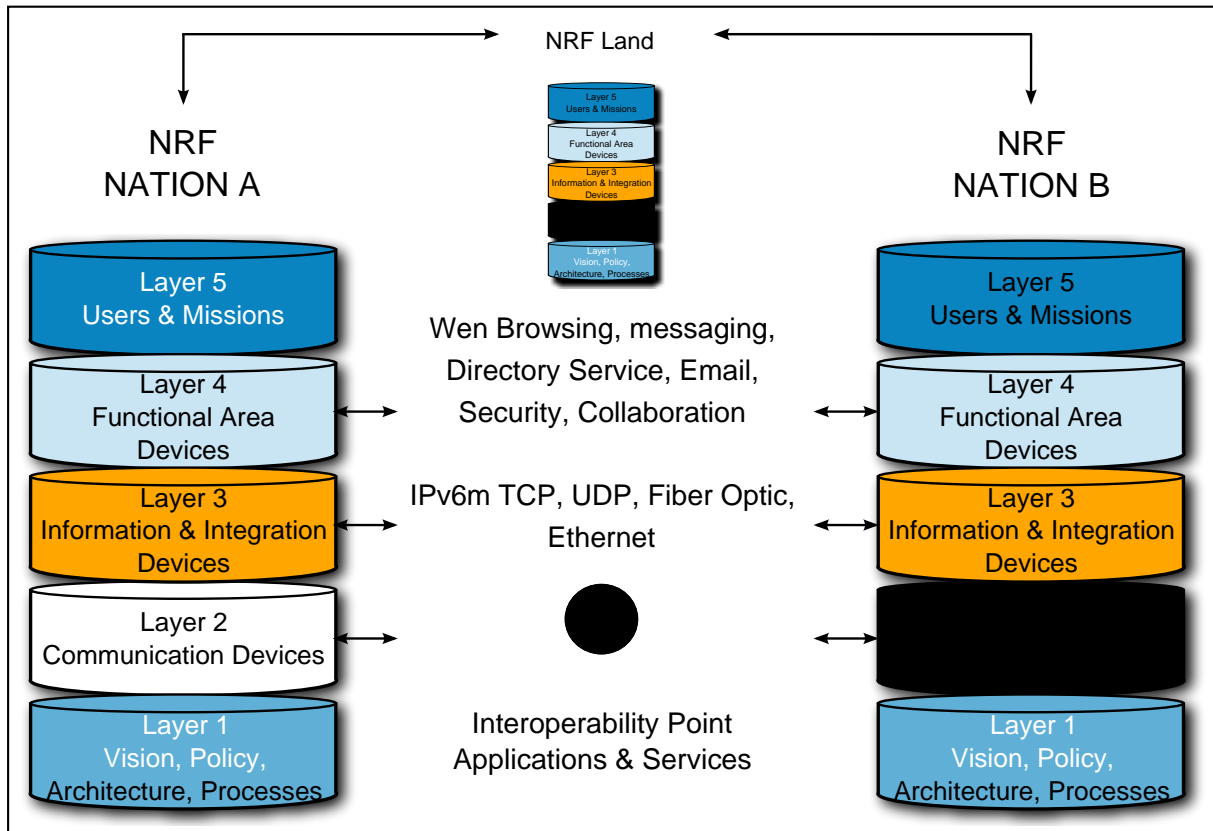 NRF Land
Layer 5
Users & Missions
Layer 4
Functional Area
Devices
Layer 3
Information & Integration
Devices
Layer 1
Vision, Policy,
Architecture, Processes
NRF
NATION A
Layer 5
Users & Missions
Layer 4
Functional Area
Devices
Layer 3
Information & Integration
Devices
Layer 2
Communication Devices
Layer 1
Vision, Policy,
Architecture, Processes
Wen Browsing, messaging,
Directory Service, Email,
Security, Collaboration
IPv6m TCP, UDP, Fiber Optic,
Ethernet
Interoperability Point
Applications & Services
NRF
NATION B
Layer 5
Users & Missions
Layer 4
Functional Area
Devices
Layer 3
Information & Integration
Devices
Layer 1
Vision, Policy,
Architecture, Processes